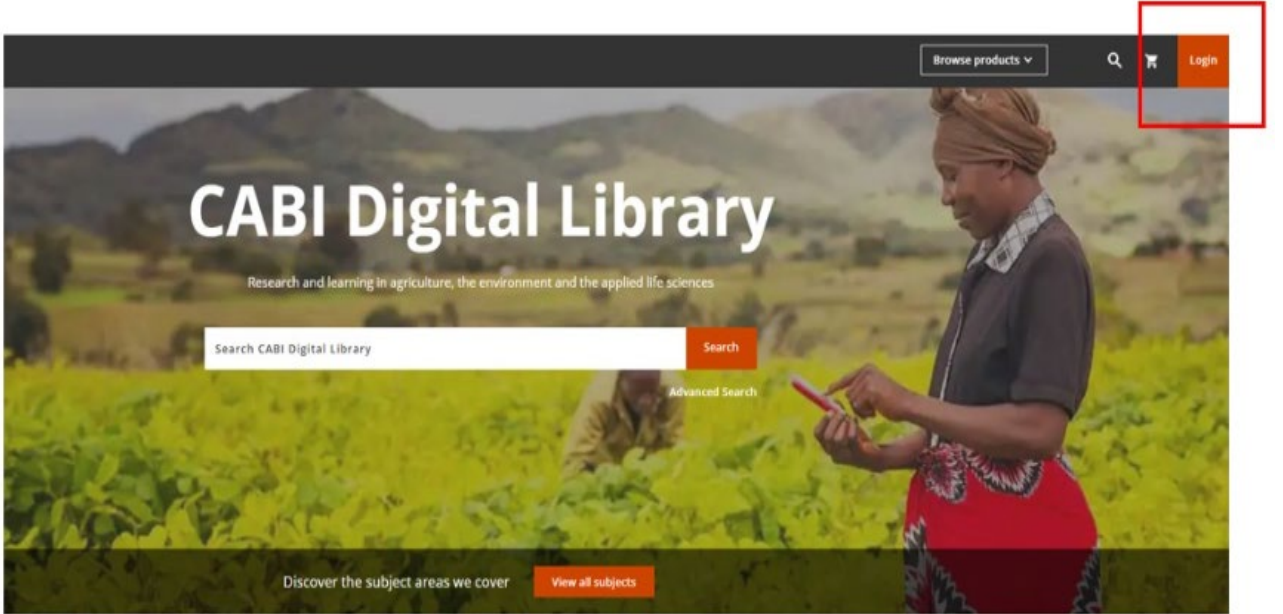 Browse products
Login
CABI Digital Library
Research and learning in agriculture, the environment and the applied life sciences
Search CABI Digital Library
Search
Advanced Search
Discover the subject areas we cover
View all subjects